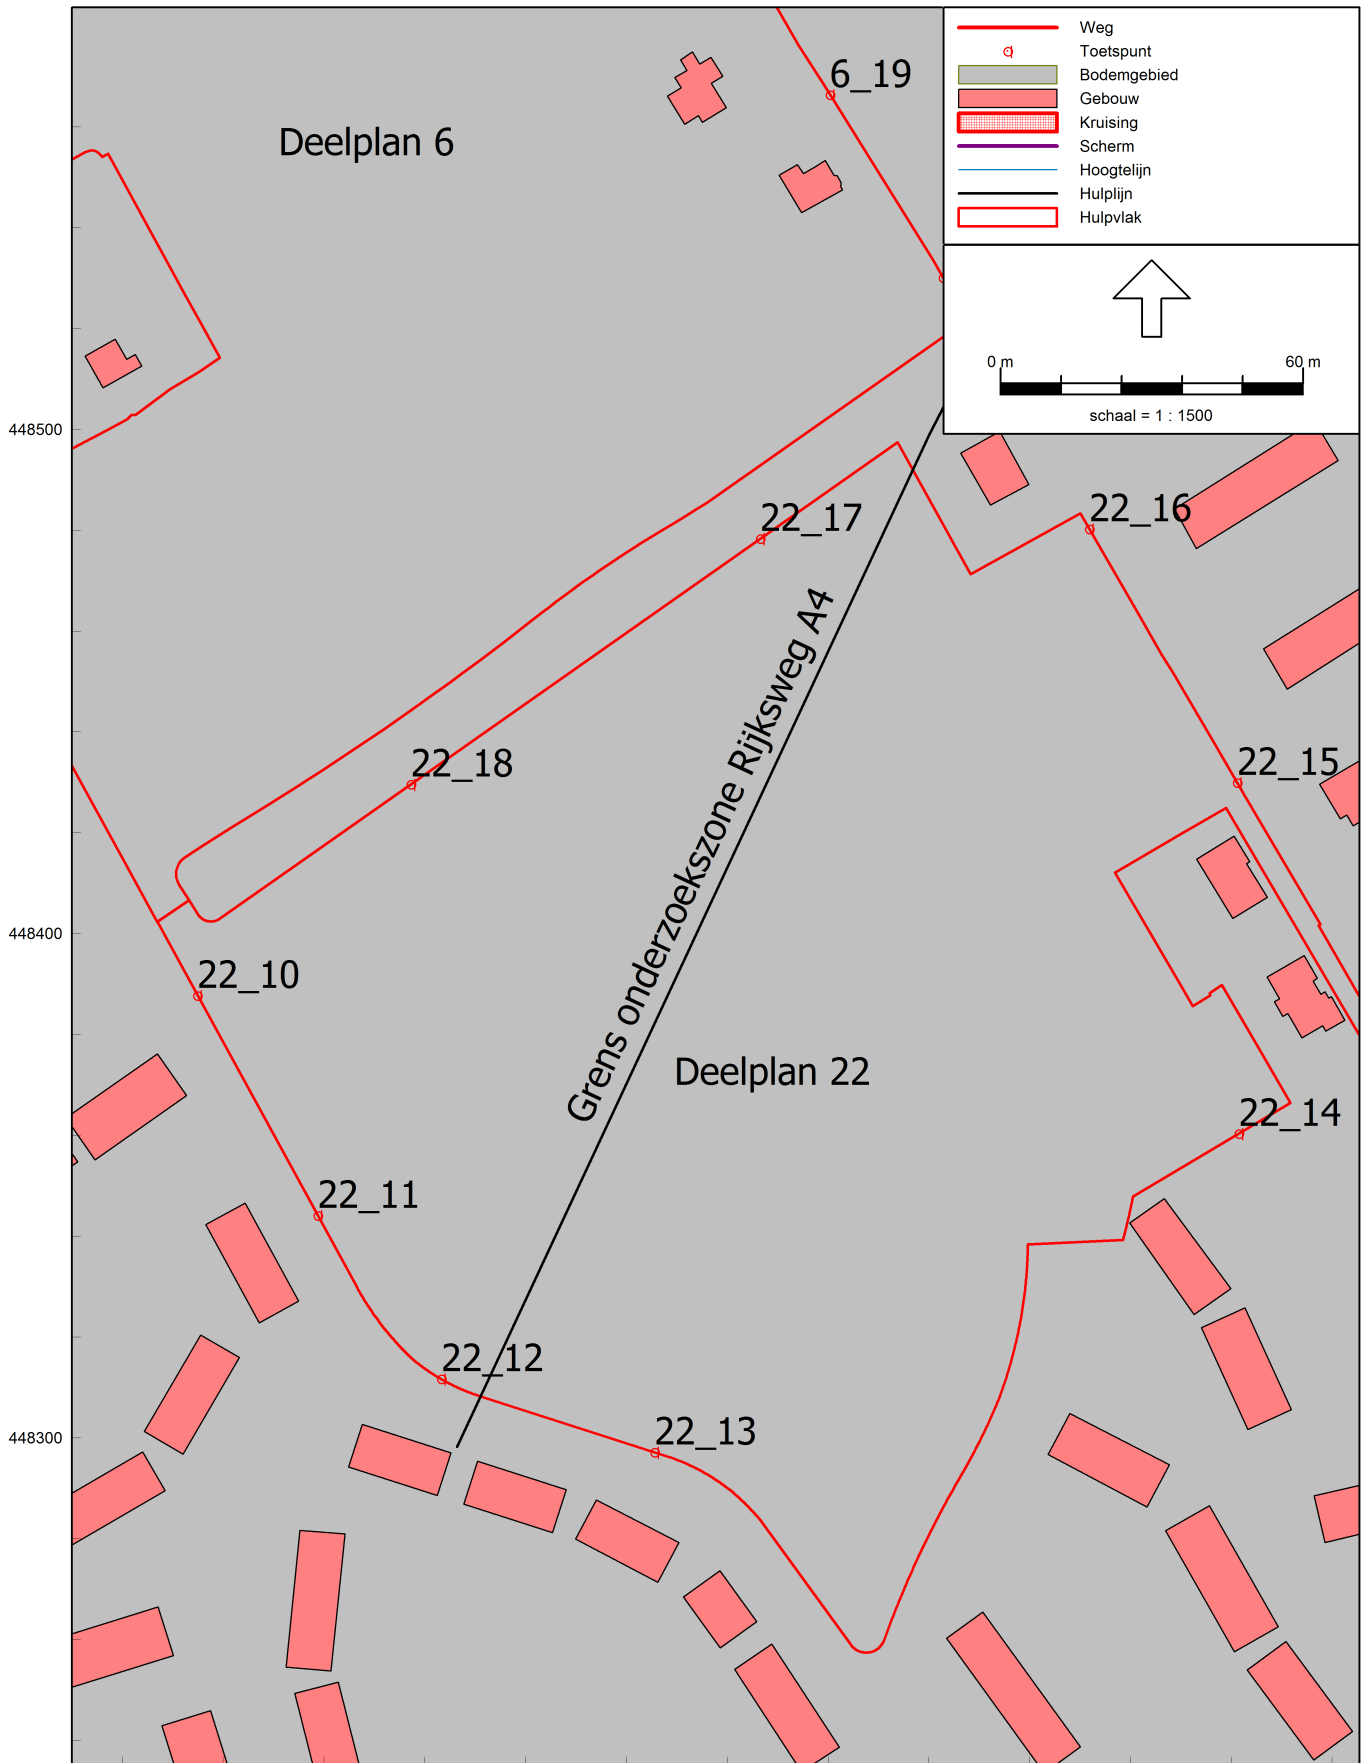 Weg
Toetspunt
Bodemgebied
Gebouw
Kruising
Scherm
Hoogtelijn
Hulplijn
Hulpvlak
0 m 60 m
schaal = 1 : 1500
6_19
Deelplan 6
448500
22_17
22_16
22_18
22_15
Grens onderzoekszone Rijksweg A4
448400
22_10
Deelplan 22
22_14
22_11
22_12
22_13
448300